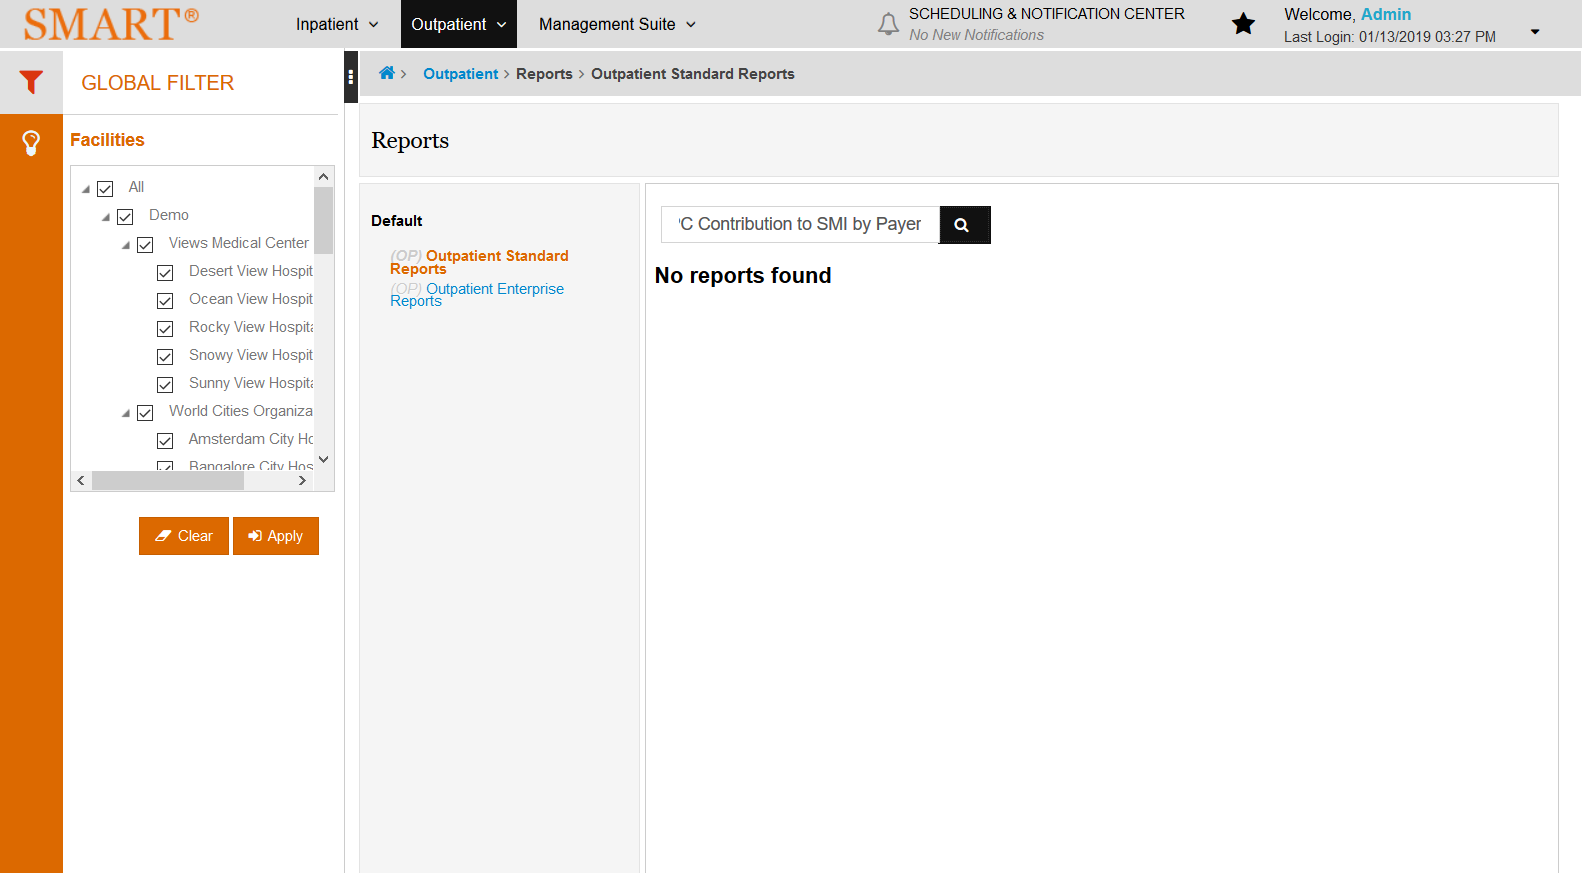 SMART®
Inpatient
Outpatient
Management Suite
SCHEDULING & NOTIFICATION CENTER
No New Notifications
Welcome, Admin
Last Login: 01/13/2019 03:27 PM
GLOBAL FILTER
Outpatient > Reports > Outpatient Standard Reports
Facilities
All
Demo
Views Medical Center
Desert View Hospit
Ocean View Hospit
Rocky View Hospita
Snowy View Hospit
Sunny View Hospita
World Cities Organiza
Amsterdam City Ho
Bangalore City Hos
Clear
Apply
Reports
Default
(OP) Outpatient Standard
Reports
(OP) Outpatient Enterprise
Reports
C Contribution to SMI by Payer
No reports found